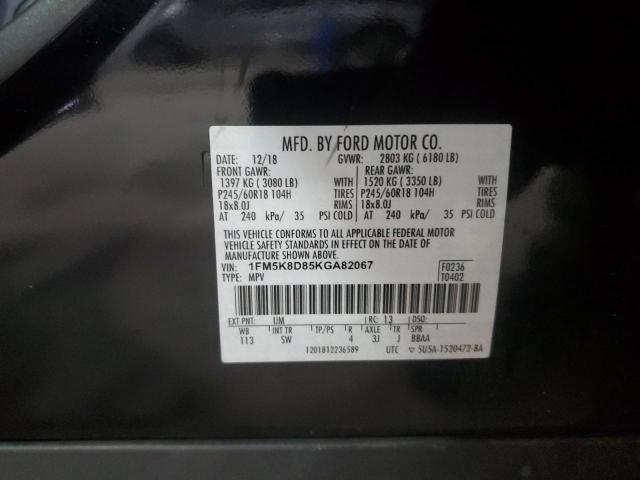 MFD. BY FORD MOTOR CO.
DATE: 12/18 GVWR: 2803 KG ( 6180 LB)
FRONT GAWR: REAR GAWR:
1397 KG ( 3080 LB) WITH 1520 KG ( 3350 LB) WITH
P245/60R18 104H TIRES P245/60R18 104H TIRES
18x8.0J RIMS 18x8.0J RIMS
AT 240 kPa/ 35 PSI COLD AT 240 kPa/ 35 PSI COLD
THIS VEHICLE CONFORMS TO ALL APPLICABLE FEDERAL MOTOR
VEHICLE SAFETY STANDARDS IN EFFECT ON THE DATE OF
MANUFACTURE SHOWN ABOVE.
VIN: 1FM5K8D85KGA82067 F0236
TYPE: MPV T0402
EXT PNT: UM RC: 13 DSO:
WB INT TR TP/PS R AXLE TR SPR
113 SW 4 3J J BBAA
1201812236589 UTC ▽ 5U5A-1520472-BA